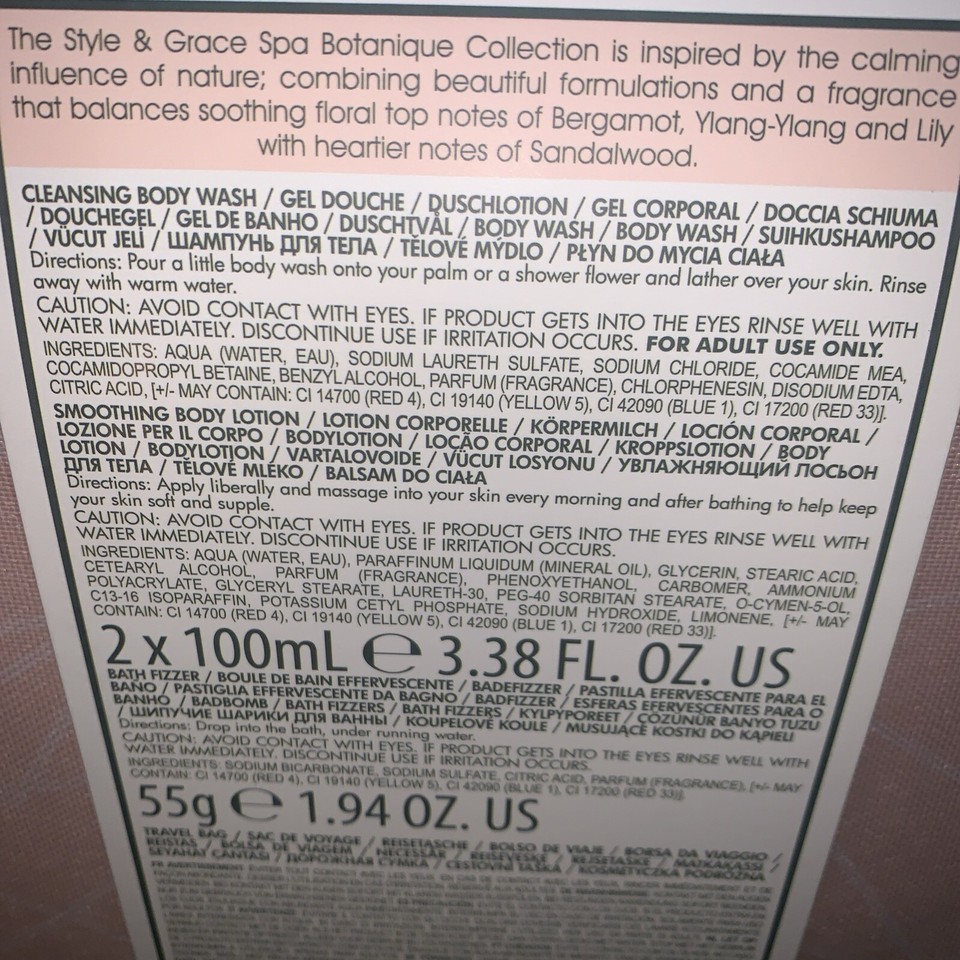 The Style & Grace Spa Botanique Collection is inspired by the calming
influence of nature; combining beautiful formulations and a fragrance
that balances soothing floral top notes of Bergamot, Ylang-Ylang and Lily
with heartier notes of Sandalwood.
CLEANSING BODY WASH / GEL DOUCHE / DUSCHLOTION / GEL CORPORAL / DOCCIA SCHIUMA
/ DOUCHEGEL / GEL DE BANHO / DUSCHTVÅL / BODY WASH / BODY WASH / SUIHKUSHAMPOO
/ VÜCUT JELİ / ШАМПУНЬ ДЛЯ ТЕЛА / TĚLOVÉ MÝDLO / PŁYN DO MYCIA CIAŁA
Directions: Pour a little body wash onto your palm or a shower flower and lather over your skin. Rinse
away with warm water.
CAUTION: AVOID CONTACT WITH EYES. IF PRODUCT GETS INTO THE EYES RINSE WELL WITH
WATER IMMEDIATELY. DISCONTINUE USE IF IRRITATION OCCURS. FOR ADULT USE ONLY.
INGREDIENTS: AQUA (WATER, EAU), SODIUM LAURETH SULFATE, SODIUM CHLORIDE, COCAMIDE MEA,
COCAMIDOPROPYL BETAINE, BENZYL ALCOHOL, PARFUM (FRAGRANCE), CHLORPHENESIN, DISODIUM EDTA,
CITRIC ACID, [+/- MAY CONTAIN: CI 14700 (RED 4), CI 19140 (YELLOW 5), CI 42090 (BLUE 1), CI 17200 (RED 33)].
SMOOTHING BODY LOTION / LOTION CORPORELLE / KÖRPERMILCH / LOCIÓN CORPORAL /
LOZIONE PER IL CORPO / BODYLOTION / LOÇÃO CORPORAL / KROPPSLOTION / BODY
LOTION / BODYLOTION / VARTALOVOIDE / VÜCUT LOSYONU / УВЛАЖНЯЮЩИЙ ЛОСЬОН
ДЛЯ ТЕЛА / TĚLOVÉ MLÉKO / BALSAM DO CIAŁA
Directions: Apply liberally and massage into your skin every morning and after bathing to help keep
your skin soft and supple.
CAUTION: AVOID CONTACT WITH EYES. IF PRODUCT GETS INTO THE EYES RINSE WELL WITH
WATER IMMEDIATELY. DISCONTINUE USE IF IRRITATION OCCURS.
INGREDIENTS: AQUA (WATER, EAU), PARAFFINUM LIQUIDUM (MINERAL OIL), GLYCERIN, STEARIC ACID,
CETEARYL ALCOHOL, PARFUM (FRAGRANCE), PHENOXYETHANOL, CARBOMER, AMMONIUM
POLYACRYLATE, GLYCERYL STEARATE, LAURETH-30, PEG-40 SORBITAN STEARATE, O-CYMEN-5-OL,
C13-16 ISOPARAFFIN, POTASSIUM CETYL PHOSPHATE, SODIUM HYDROXIDE, LIMONENE, [+/- MAY
CONTAIN: CI 14700 (RED 4), CI 19140 (YELLOW 5), CI 42090 (BLUE 1), CI 17200 (RED 33)].
2 x 100mL ℮ 3.38 FL. OZ. US
BATH FIZZER / BOULE DE BAIN EFFERVESCENTE / BADEFIZZER / PASTILLA EFERVESCENTE PARA EL
BAÑO / PASTIGLIA EFFERVESCENTE DA BAGNO / BADFIZZER / ESFERAS EFERVESCENTES PARA O
BANHO / BADBOMB / BATH FIZZERS / BATH FIZZERS / KYLPYPOREET / ÇÖZÜNÜR BANYO TUZU
/ ШИПУЧИЕ ШАРИКИ ДЛЯ ВАННЫ / KOUPELOVÉ KOULE / MUSUJĄCE KOSTKI DO KĄPIELI
Directions: Drop into the bath, under running water.
CAUTION: AVOID CONTACT WITH EYES. IF PRODUCT GETS INTO THE EYES RINSE WELL WITH
WATER IMMEDIATELY. DISCONTINUE USE IF IRRITATION OCCURS.
INGREDIENTS: SODIUM BICARBONATE, SODIUM SULFATE, CITRIC ACID, PARFUM (FRAGRANCE), [+/- MAY
CONTAIN: CI 14700 (RED 4), CI 19140 (YELLOW 5), CI 42090 (BLUE 1), CI 17200 (RED 33)].
55g ℮ 1.94 OZ. US
TRAVEL BAG / SAC DE VOYAGE / REISETASCHE / BOLSO DE VIAJE / BORSA DA VIAGGIO /
REISTAS / BOLSA DE VIAGEM / NECESSÄR / REISEVESKE / REJSETASKE / MATKAKASSI /
SEYAHAT ÇANTASI / ДОРОЖНАЯ СУМКА / CESTOVNÍ TAŠKA / KOSMETYCZKA PODRÓŻNA